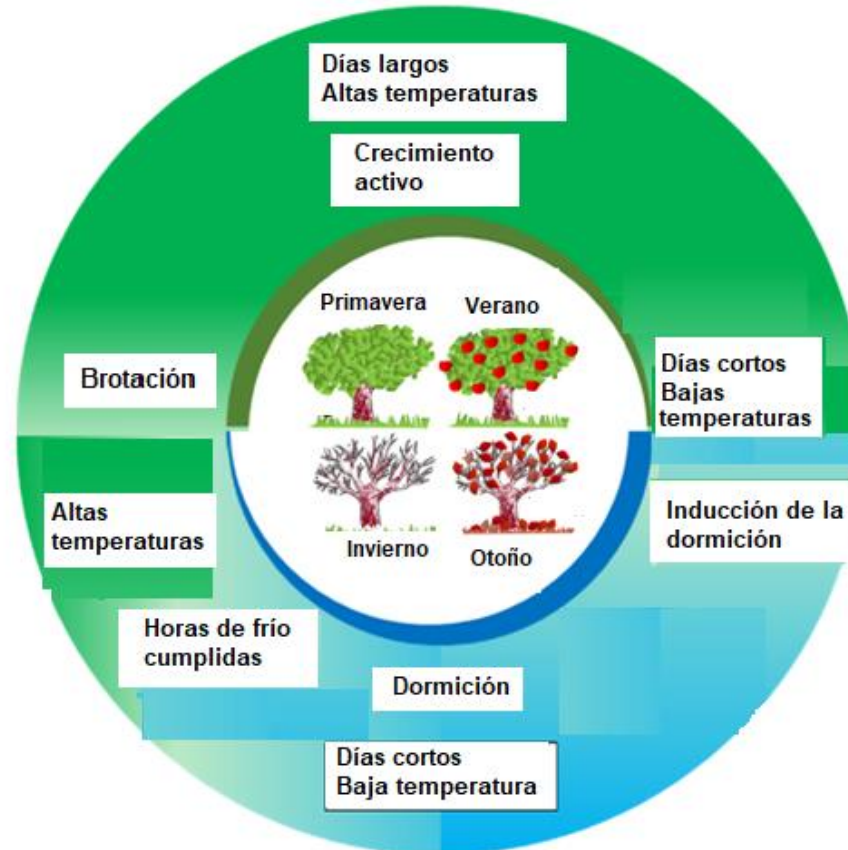 Días largos
Altas temperaturas
Crecimiento
activo
Primavera
Verano
Brotación
Días cortos
Bajas
temperaturas
Altas
temperaturas
Inducción de la
dormición
Invierno
Otoño
Horas de frío
cumplidas
Dormición
Días cortos
Baja temperatura